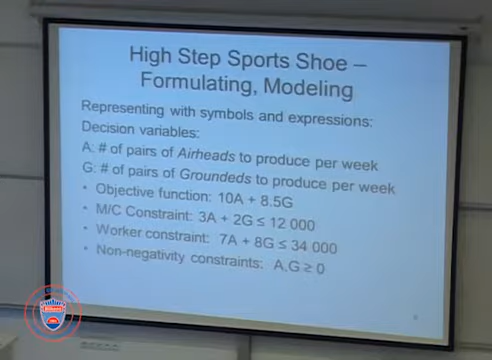 High Step Sports Shoe –
Formulating, Modeling
Representing with symbols and expressions:
Decision variables:
A: # of pairs of Airheads to produce per week
G: # of pairs of Groundeds to produce per week
• Objective function: 10A + 8.5G
• M/C Constraint: 3A + 2G ≤ 12 000
• Worker constraint: 7A + 8G ≤ 34 000
• Non-negativity constraints: A,G ≥ 0